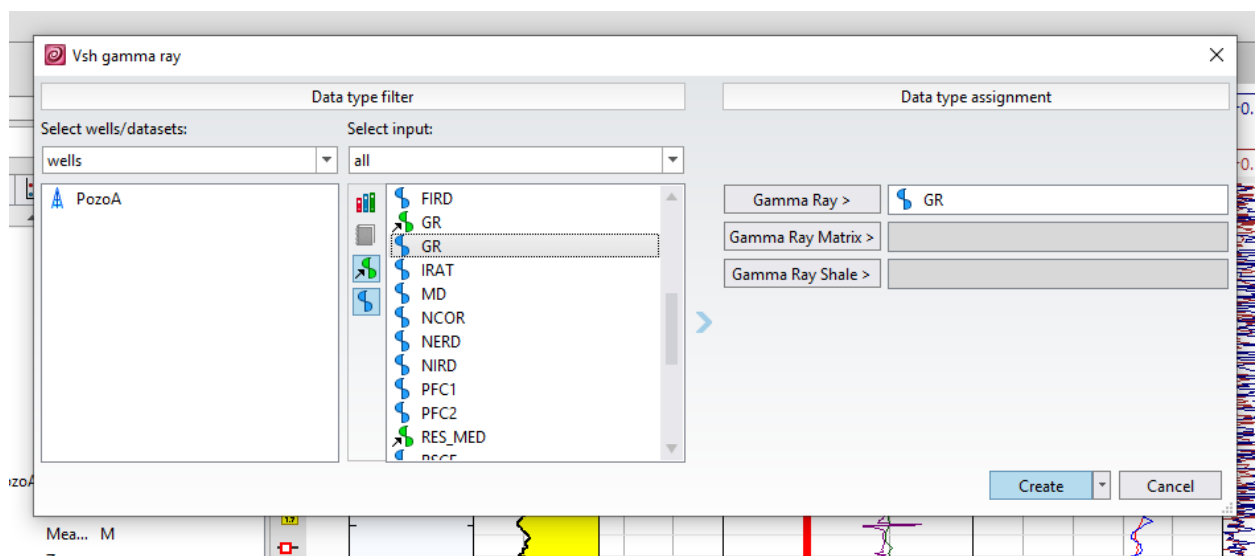 Vsh gamma ray
Data type filter
Data type assignment
Select wells/datasets:
Select input:
wells
all
PozoA
FIRD
GR
GR
IRAT
MD
NCOR
NERD
NIRD
PFC1
PFC2
RES_MED
Gamma Ray >
GR
Gamma Ray Matrix >
Gamma Ray Shale >
Create
Cancel
Mea... M
1.7